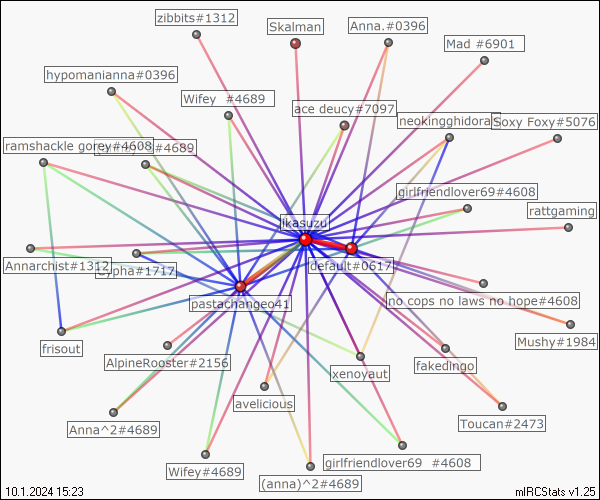 zibbits#1312
Skalman
Anna.#0396
Mad #6901
hypomanianna#0396
Wifey #4689
ace deucy#7097
neokingghidora
Soxy Foxy#5076
ramshackle gorey#4608
#4689
girlfriendlover69#4608
rattgaming
ikasuzu
Annarchist#1312
#1717
default#0617
pastachangeo41
no cops no laws no hope#4608
Mushy#1984
frisout
AlpineRooster#2156
xenoyaut
fakedingo
avelicious
Toucan#2473
Anna^2#4689
Wifey#4689
(anna)^2#4689
girlfriendlover69 #4608
10.1.2024 15:23
mIRCStats v1.25